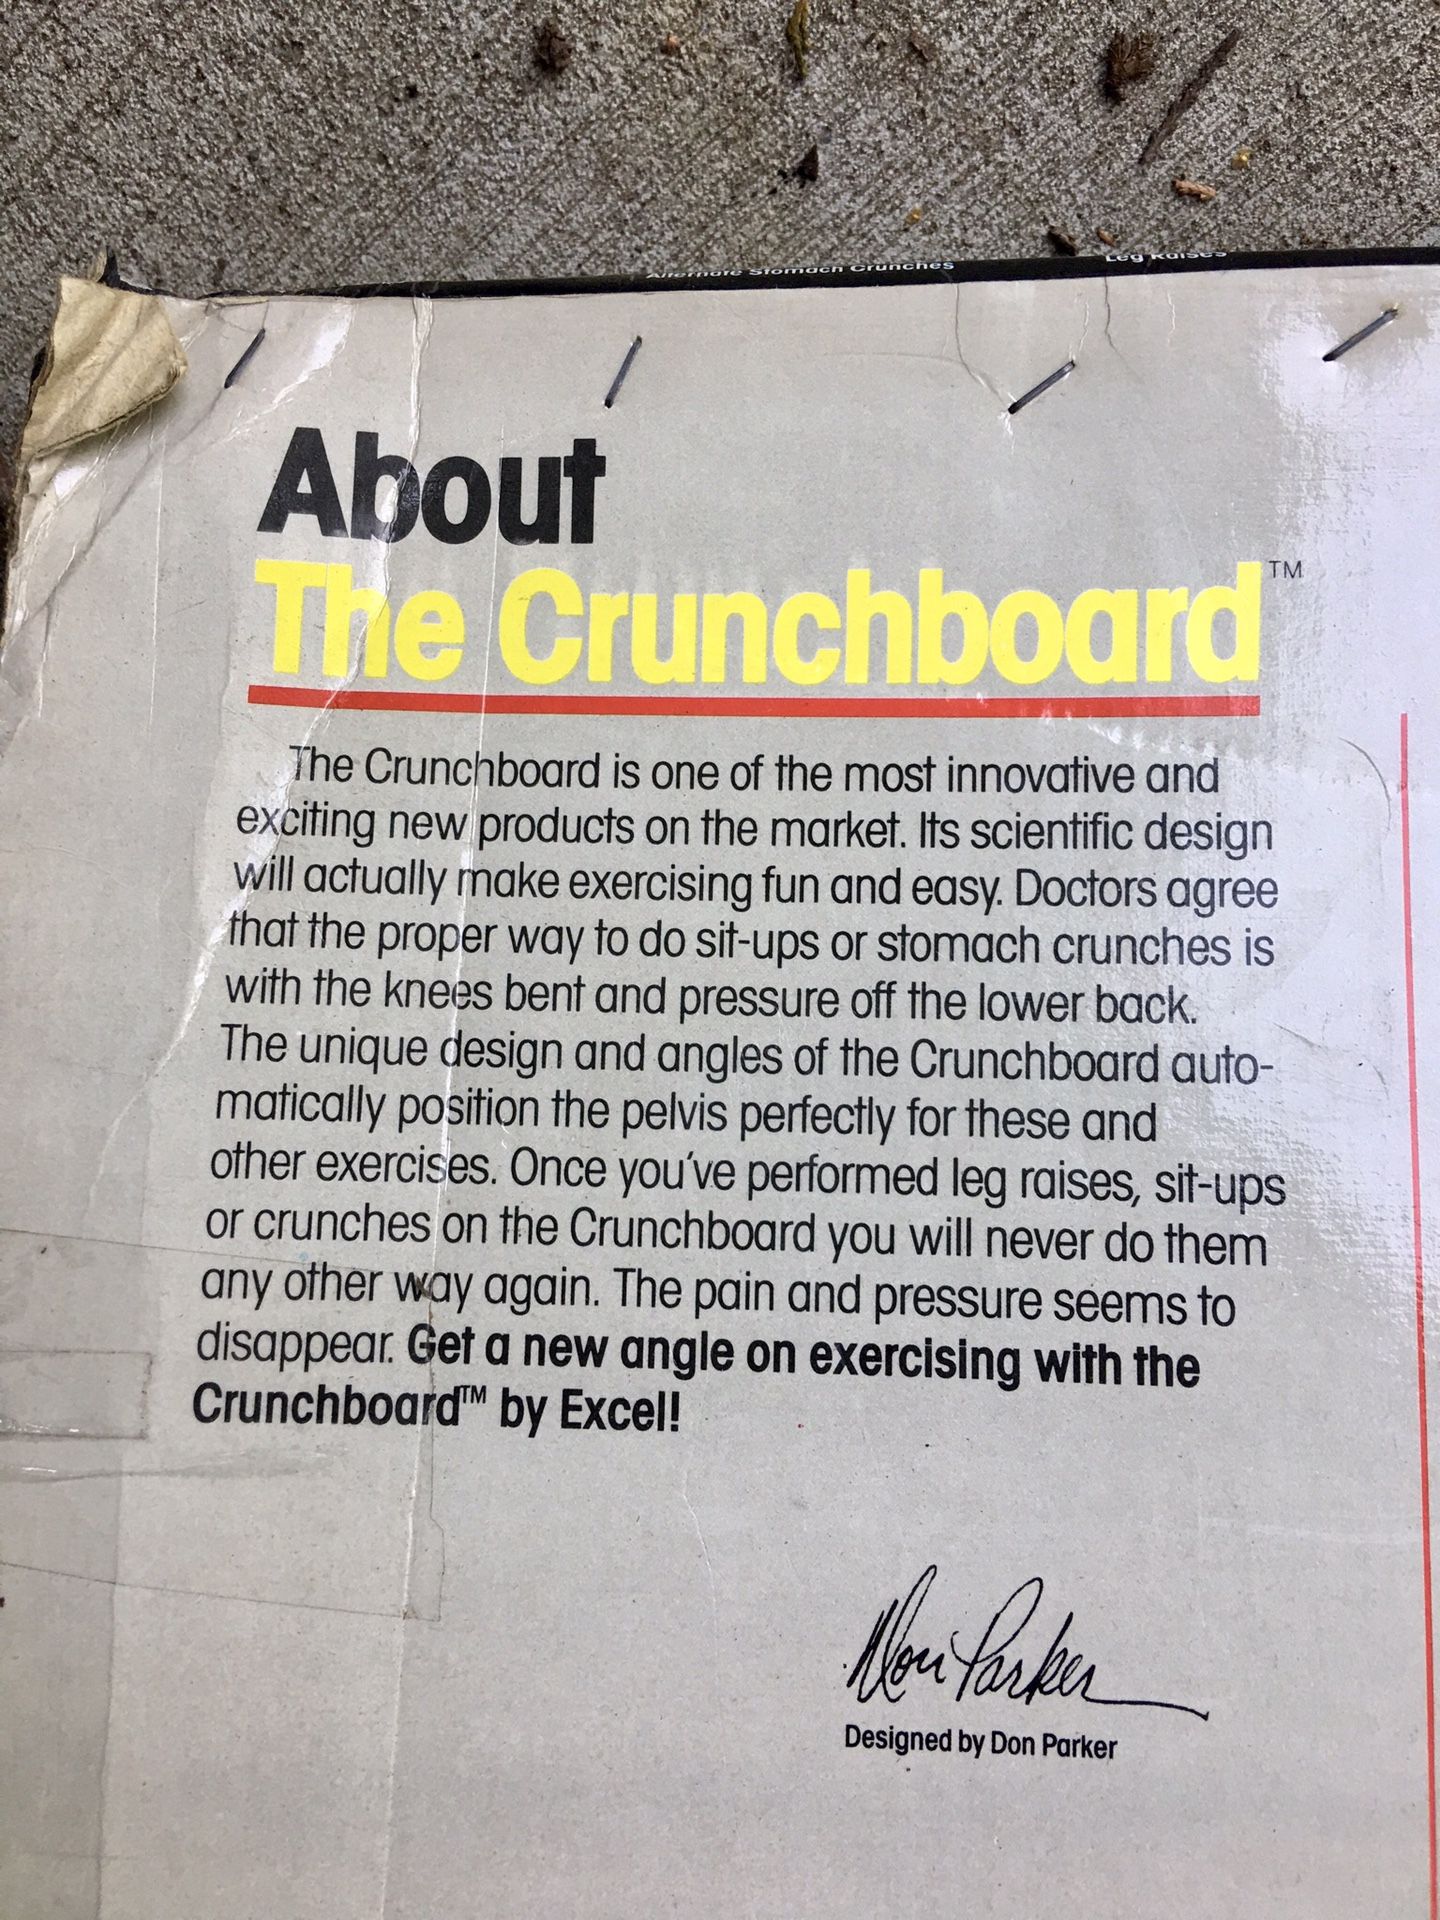 Alternate Stomach Crunches
Leg Raises
About
The Crunchboard™
The Crunchboard is one of the most innovative and
exciting new products on the market. Its scientific design
will actually make exercising fun and easy. Doctors agree
that the proper way to do sit-ups or stomach crunches is
with the knees bent and pressure off the lower back.
The unique design and angles of the Crunchboard auto-
matically position the pelvis perfectly for these and
other exercises. Once you've performed leg raises, sit-ups
or crunches on the Crunchboard you will never do them
any other way again. The pain and pressure seems to
disappear. Get a new angle on exercising with the
Crunchboard™ by Excel!
Don Parker
Designed by Don Parker